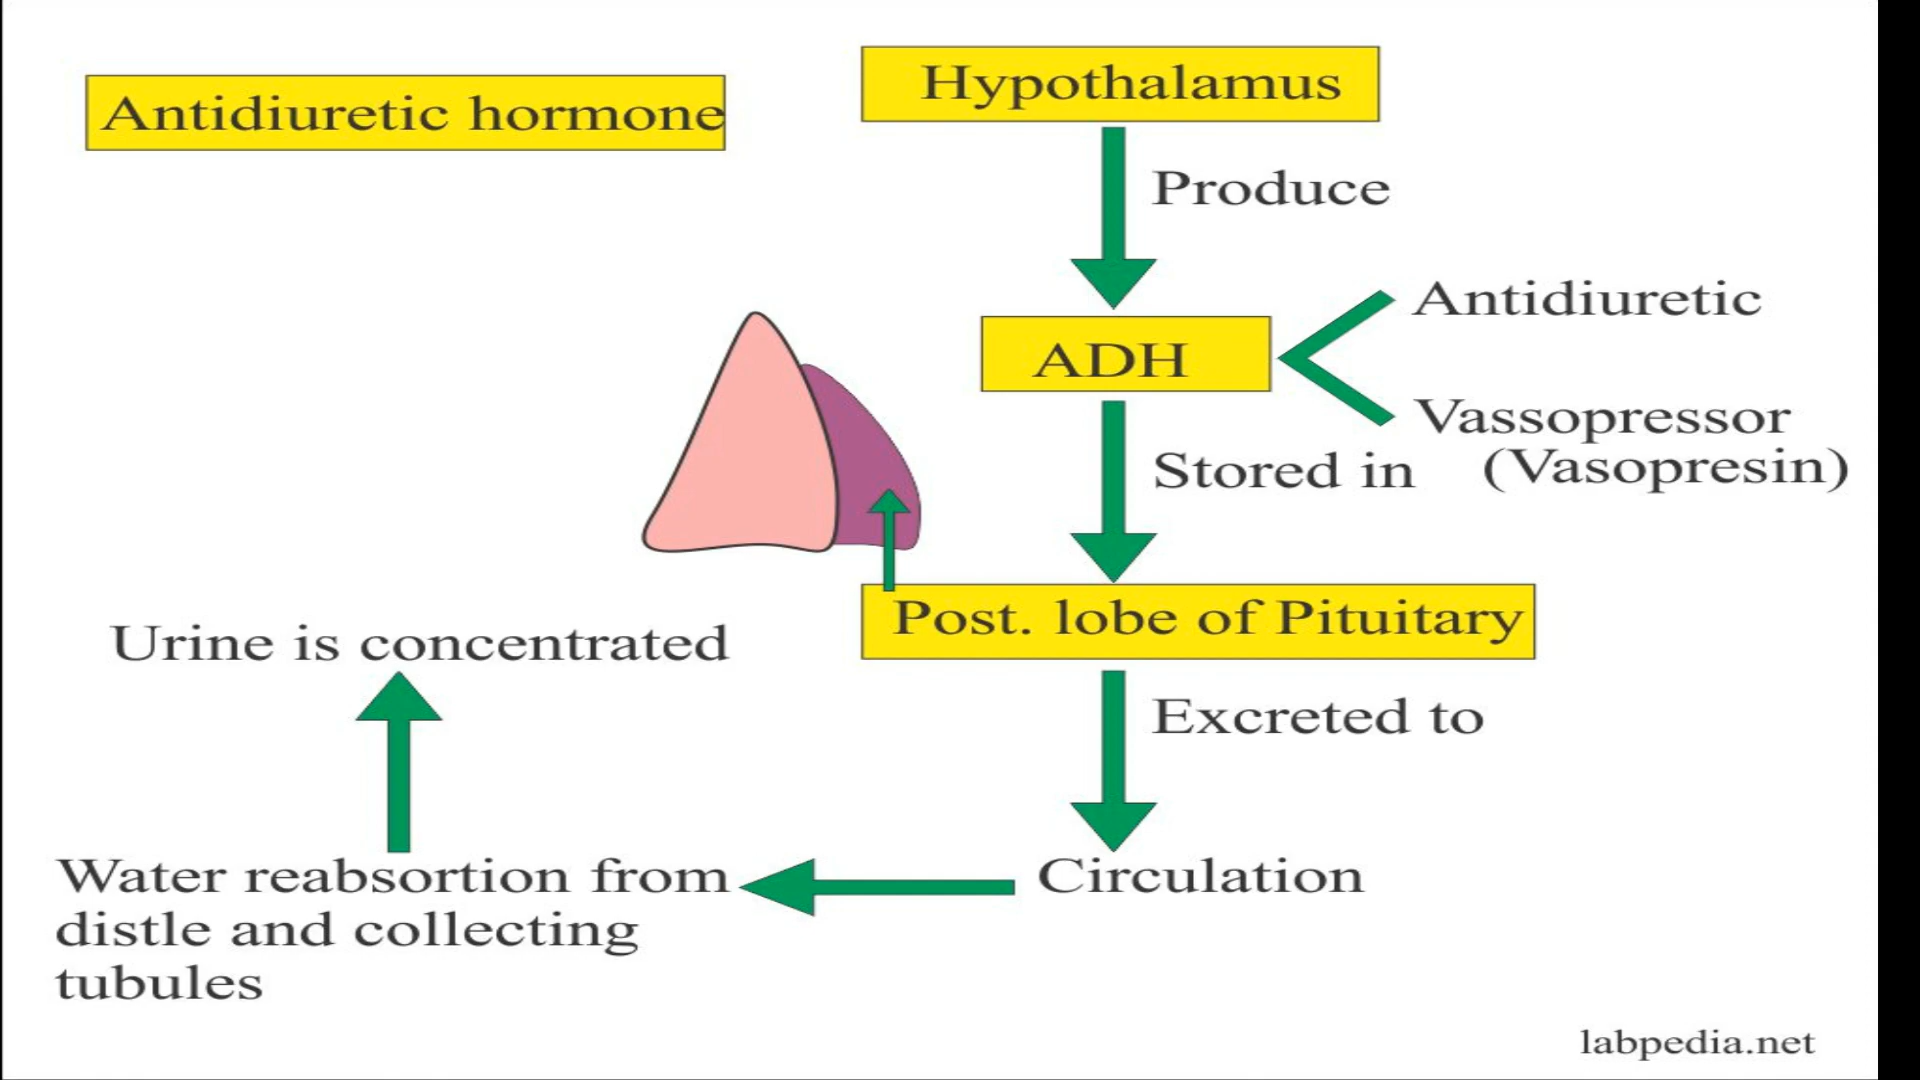 Antidiuretic hormone
Hypothalamus
Produce
ADH
Antidiuretic
Vassopressor
(Vasopresin)
Stored in
Post. lobe of Pituitary
Excreted to
Circulation
Water reabsortion from
distle and collecting
tubules
Urine is concentrated
labpedia.net